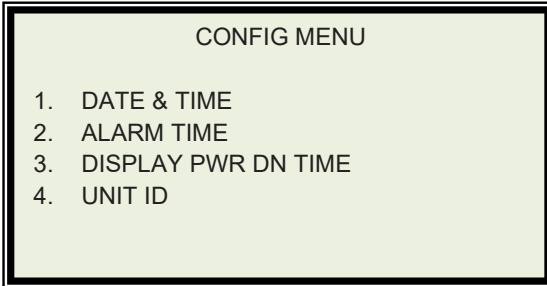 CONFIG MENU
1. DATE & TIME
2. ALARM TIME
3. DISPLAY PWR DN TIME
4. UNIT ID